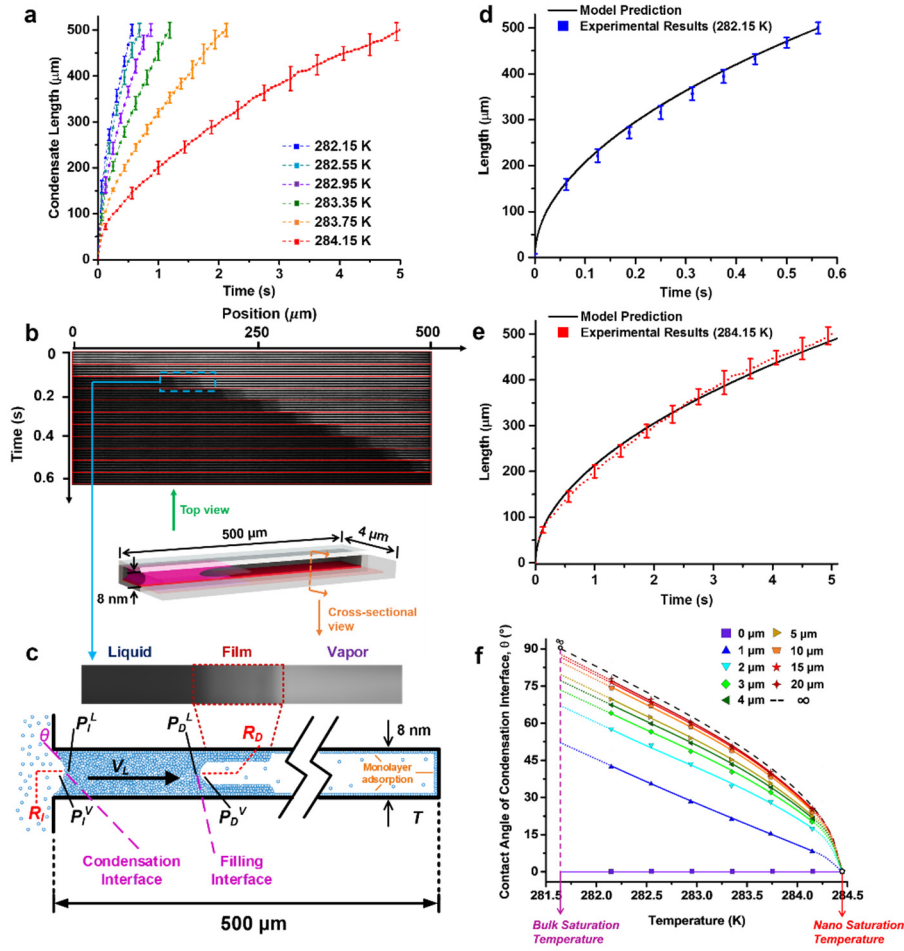 a
Condensate Length (μm)
500
400
300
200
100
0
282.15 K
282.55 K
282.95 K
283.35 K
283.75 K
284.15 K
0
1
2
3
4
5
Time (s)
d
Model Prediction
Experimental Results (282.15 K)
Length (μm)
500
400
300
200
100
0
0
0.1
0.2
0.3
0.4
0.5
0.6
Time (s)
b
Position (μm)
0
250
500
Time (s)
0
0.2
0.4
0.6
Top view
500 μm
4 μm
8 nm
Cross-sectional
view
e
Model Prediction
Experimental Results (284.15 K)
Length (μm)
500
400
300
200
100
0
0
1
2
3
4
5
Time (s)
c
Liquid
Film
Vapor
θ
P_I^L
P_D^L
R_D
8 nm
V_L
Monolayer
adsorption
R_I
P_I^V
P_D^V
T
Condensation
Interface
Filling
Interface
500 μm
f
Contact Angle of Condensation Interface, θ (°)
90
75
60
45
30
15
0
∞
0 μm
1 μm
2 μm
3 μm
4 μm
5 μm
10 μm
15 μm
20 μm
∞
281.5
282.0
282.5
283.0
283.5
284.0
284.5
Temperature (K)
Bulk Saturation
Temperature
Nano Saturation
Temperature